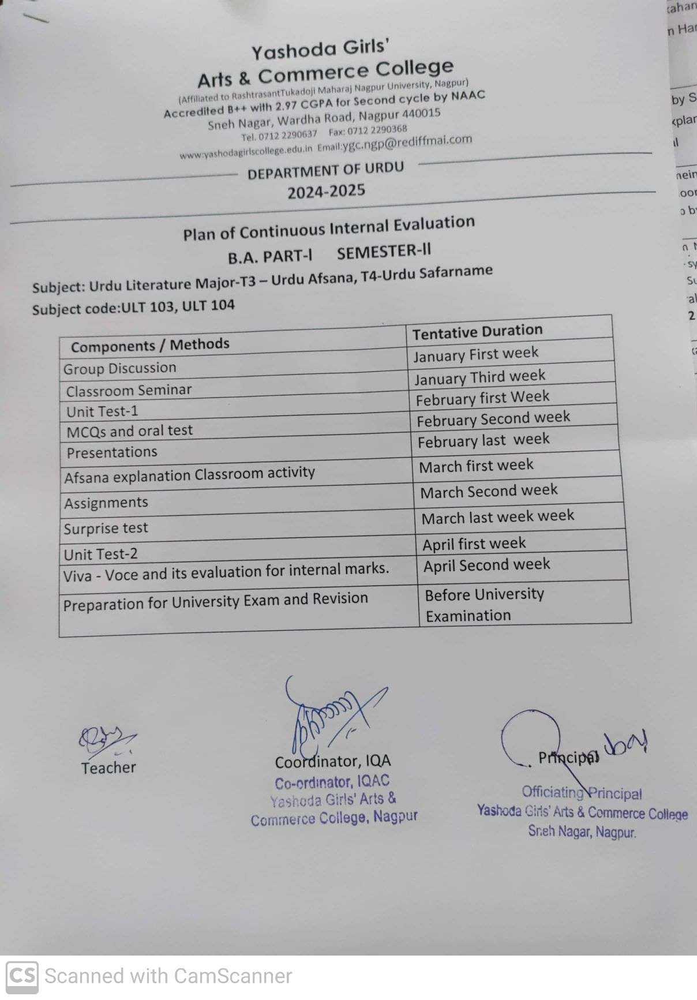 Yashoda Girls'
Arts & Commerce College
(Affiliated to RashtrasantTukadoji Maharaj Nagpur University, Nagpur)
Accredited B++ with 2.97 CGPA for Second cycle by NAAC
Sneh Nagar, Wardha Road, Nagpur 440015
Tel. 0712 2290637 Fax: 0712 2290368
www:yashodagirlscollege.edu.in Email:ygc.ngp@rediffmai.com
DEPARTMENT OF URDU
2024-2025
Plan of Continuous Internal Evaluation
B.A. PART-I SEMESTER-II
Subject: Urdu Literature Major-T3 – Urdu Afsana, T4-Urdu Safarname
Subject code:ULT 103, ULT 104
Components / Methods Tentative Duration
Group Discussion January First week
Classroom Seminar January Third week
Unit Test-1 February first Week
MCQs and oral test February Second week
Presentations February last week
Afsana explanation Classroom activity March first week
Assignments March Second week
Surprise test March last week week
Unit Test-2 April first week
Viva - Voce and its evaluation for internal marks. April Second week
Preparation for University Exam and Revision Before University
Examination
Teacher
Coordinator, IQA
Co-ordinator, IQAC
Yashoda Girls' Arts &
Commerce College, Nagpur
Principal
Officiating Principal
Yashoda Girls' Arts & Commerce College
Sneh Nagar, Nagpur.
CS Scanned with CamScanner